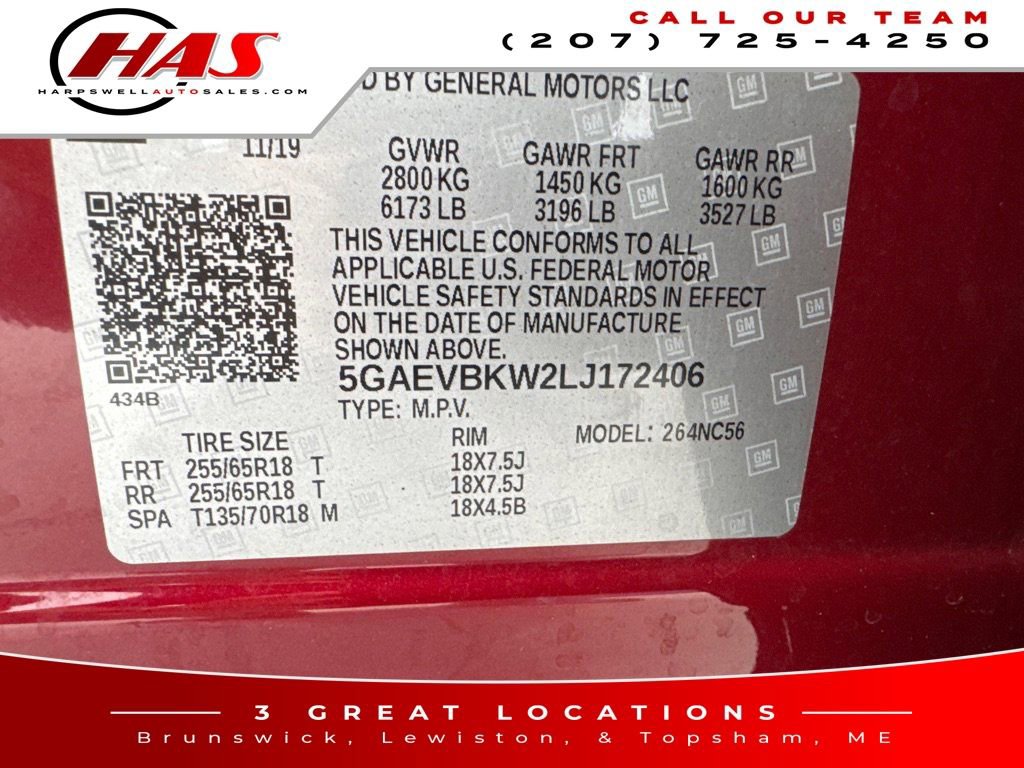 HAS
HARPSWELLAUTOSALES.COM
CALL OUR TEAM
(207) 725-4250
D BY GENERAL MOTORS LLC
11/19
GVWR GAWR FRT GAWR RR
2800 KG 1450 KG 1600 KG
6173 LB 3196 LB 3527 LB
THIS VEHICLE CONFORMS TO ALL
APPLICABLE U.S. FEDERAL MOTOR
VEHICLE SAFETY STANDARDS IN EFFECT
ON THE DATE OF MANUFACTURE
SHOWN ABOVE.
5GAEVBKW2LJ172406
434B
TYPE: M.P.V.
TIRE SIZE RIM MODEL: 264NC56
FRT 255/65R18 T 18X7.5J
RR 255/65R18 T 18X7.5J
SPA T135/70R18 M 18X4.5B
3 GREAT LOCATIONS
Brunswick, Lewiston, & Topsham, ME